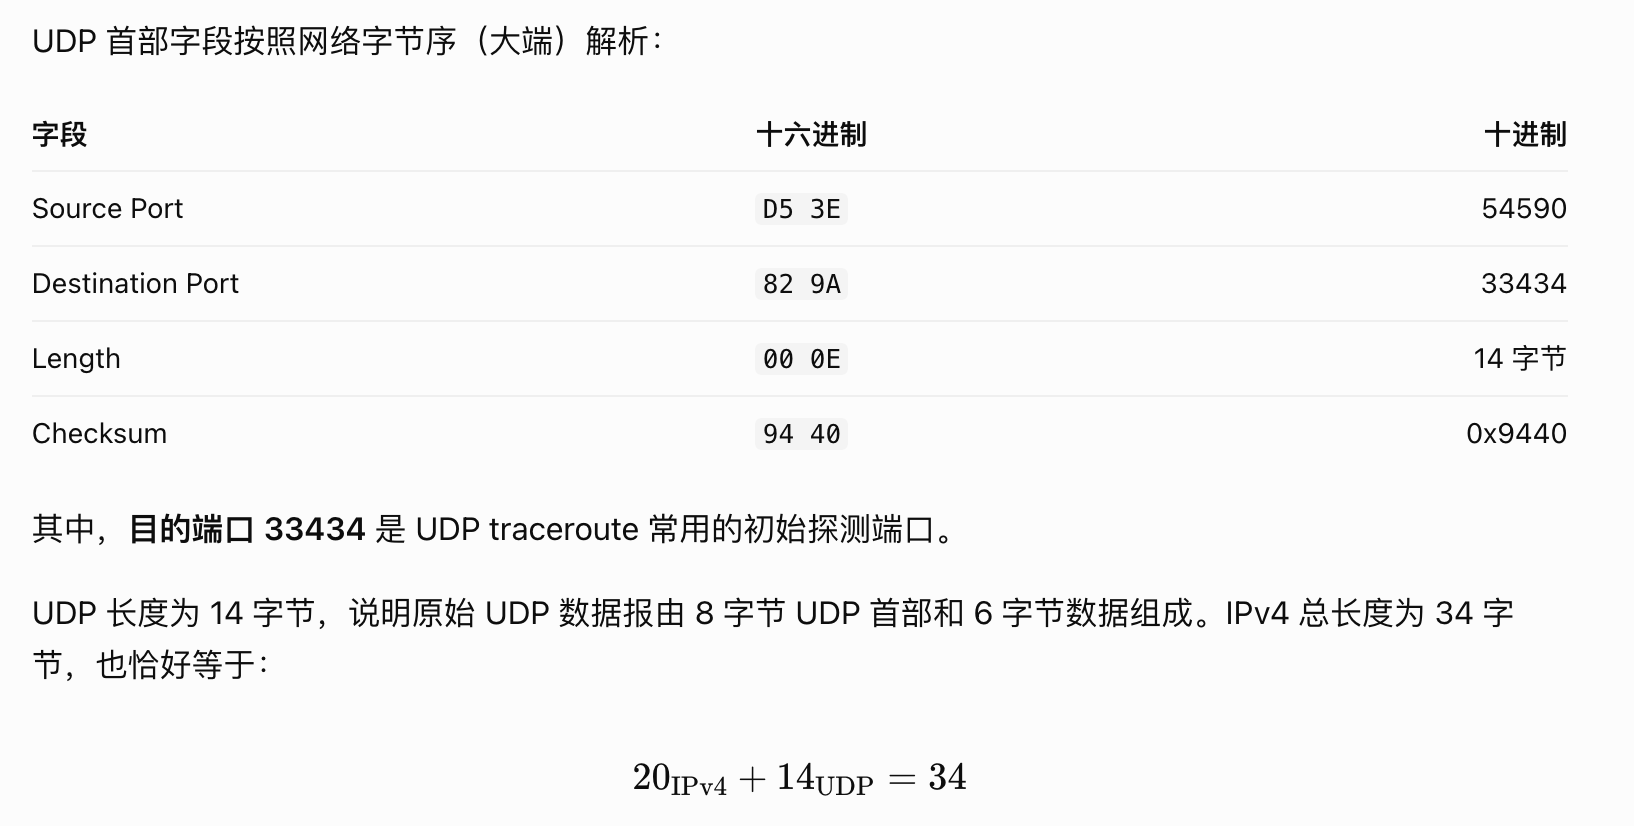 UDP 首部字段按照网络字节序（大端）解析：
字段 十六进制 十进制
Source Port D5 3E 54590
Destination Port 82 9A 33434
Length 00 0E 14 字节
Checksum 94 40 0x9440
其中，目的端口 33434 是 UDP traceroute 常用的初始探测端口。
UDP 长度为 14 字节，说明原始 UDP 数据报由 8 字节 UDP 首部和 6 字节数据组成。IPv4 总长度为 34 字
节，也恰好等于：
20IPv4 + 14UDP = 34